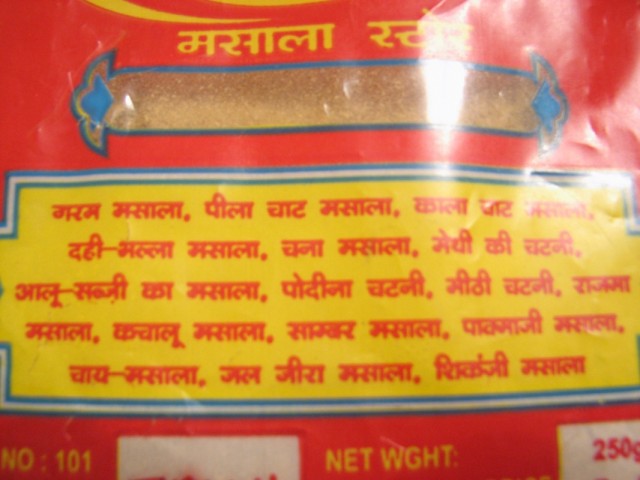 मसाला स्टोर
गरम मसाला, पीला चाट मसाला, काला चाट मसाला,
दही-भल्ला मसाला, चना मसाला, मेथी की चटनी,
आलू-सब्ज़ी का मसाला, पोदीना चटनी, मीठी चटनी, राजमा
मसाला, कचालू मसाला, साम्बर मसाला, पावभाजी मसाला,
चाय-मसाला, जल जीरा मसाला, शिकंजी मसाला
NO : 101 NET WGHT: 250g